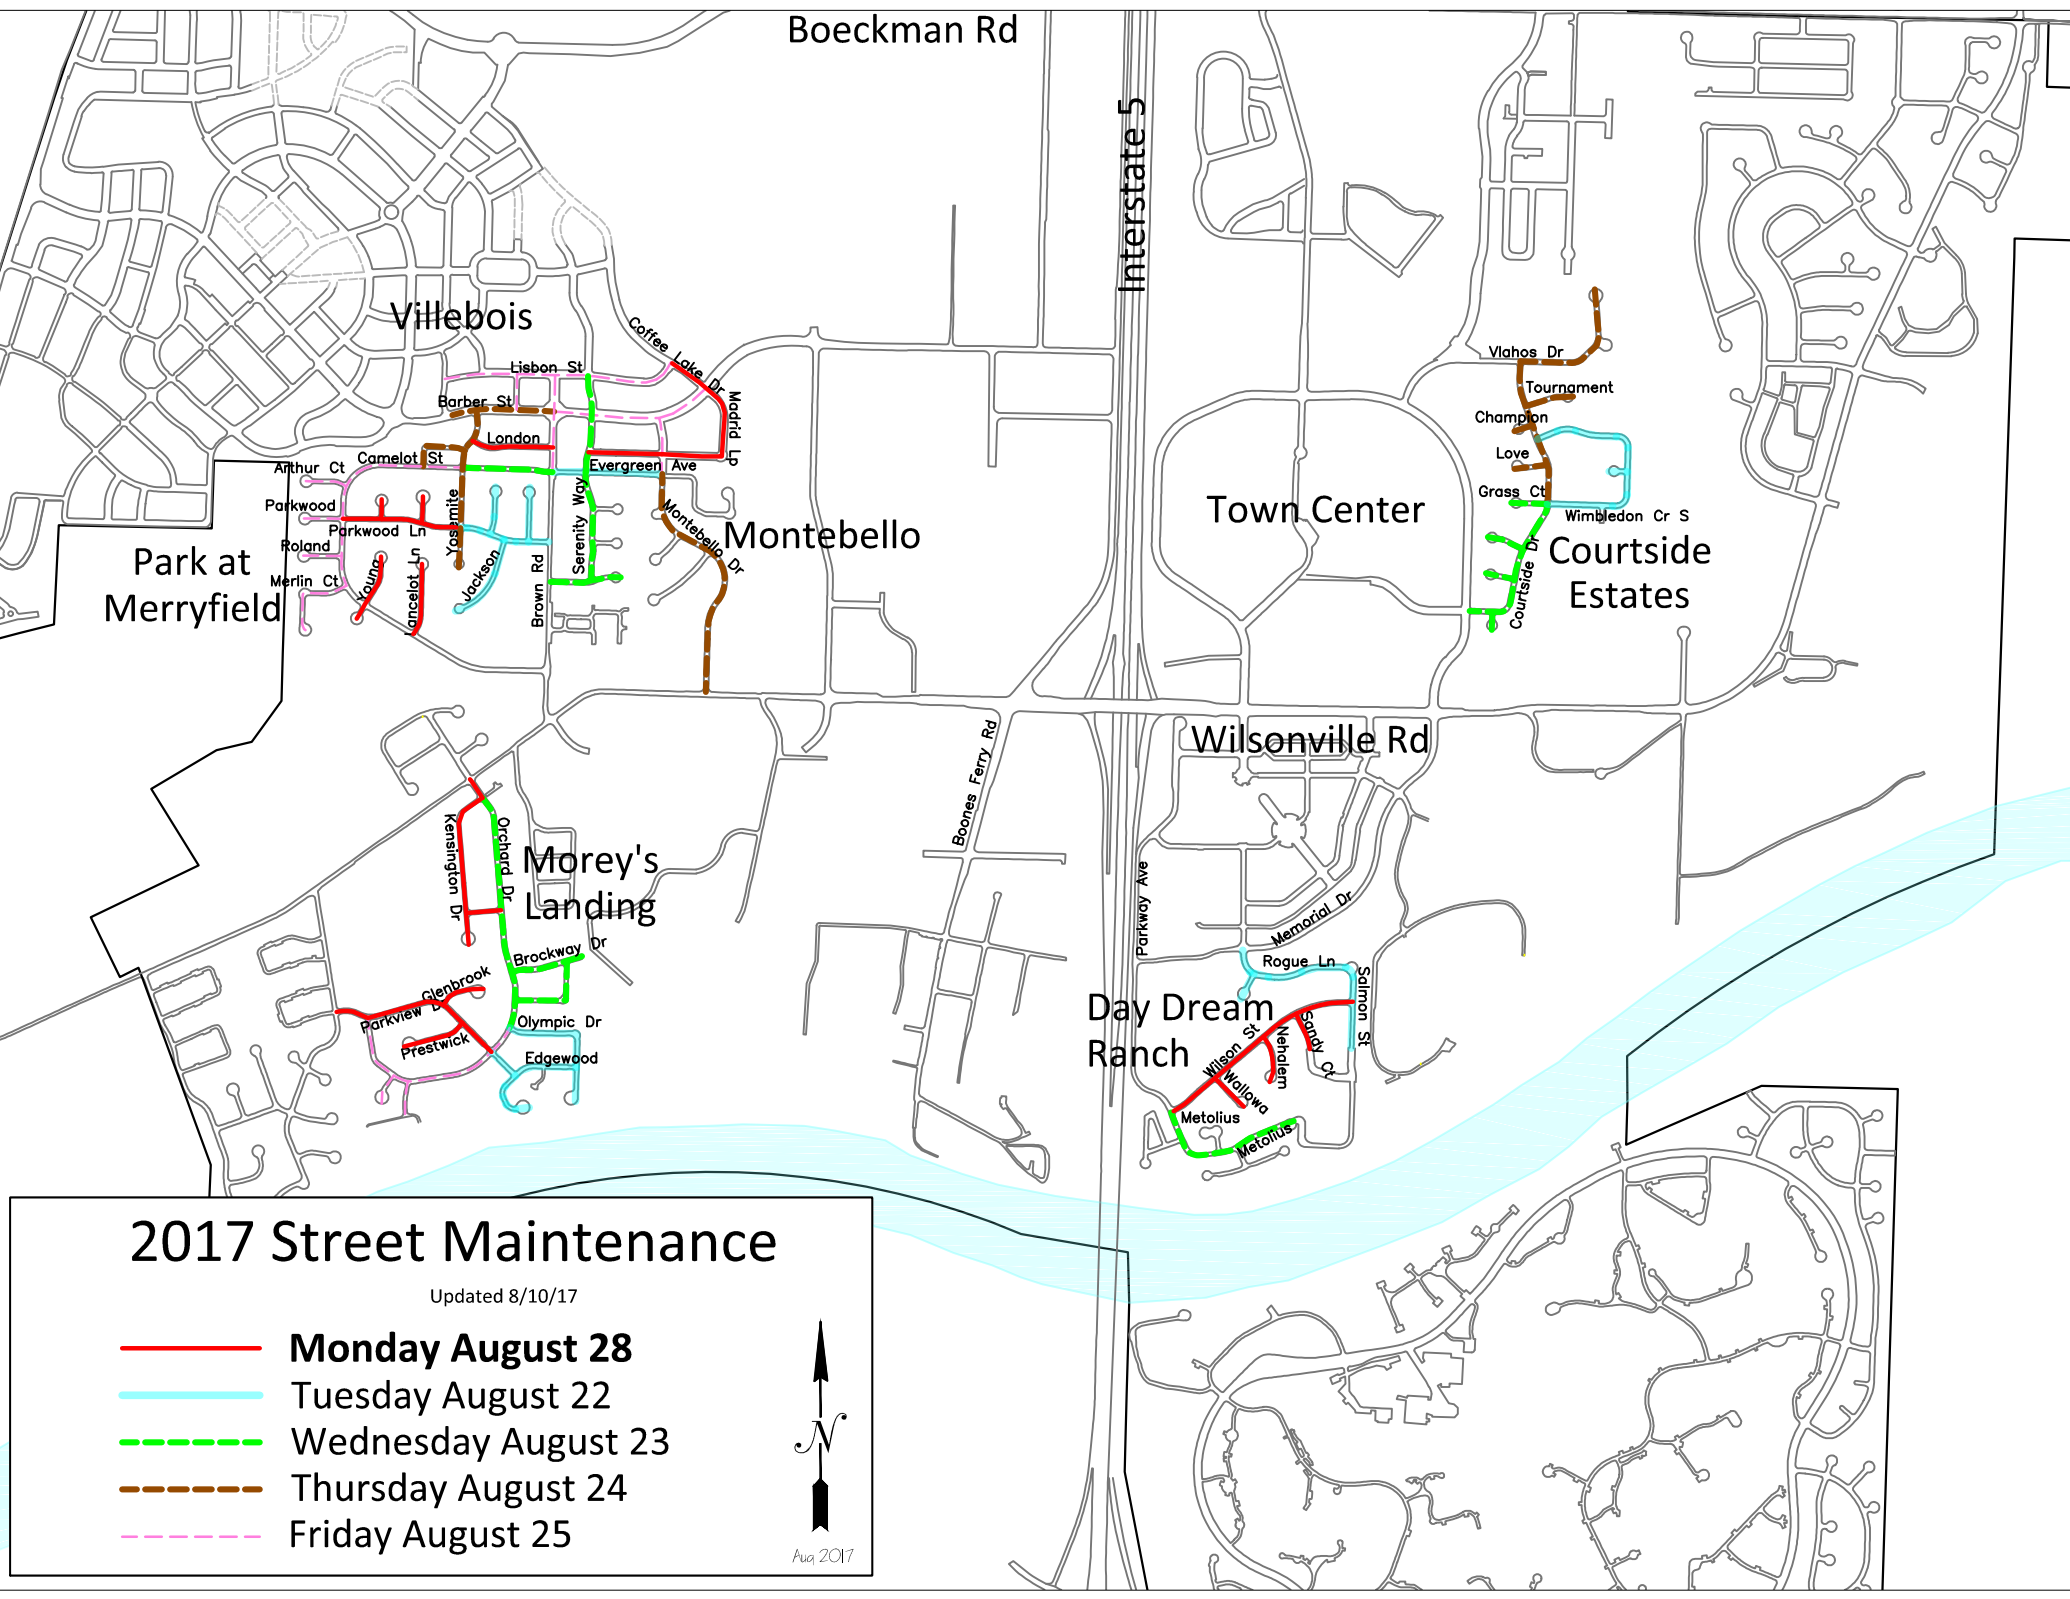 Boeckman Rd
Interstate 5
Villebois
Coffee Lake Dr
Lisbon St
Madrid Lp
Barber St
London
Camelot St
Arthur Ct
Evergreen Ave
Parkwood
Parkwood Ln
Yosemite
Serenity Way
Montebello Dr
Montebello
Roland
Merlin Ct
Young
Lancelot Ln
Jackson
Brown Rd
Park at
Merryfield
Vlahos Dr
Tournament
Champion
Love
Grass Ct
Wimbledon Cr S
Courtside Dr
Courtside
Estates
Town Center
Wilsonville Rd
Boones Ferry Rd
Parkway Ave
Kensington Dr
Orchard Dr
Morey's
Landing
Brockway Dr
Glenbrook
Parkview Dr
Prestwick
Olympic Dr
Edgewood
Memorial Dr
Rogue Ln
Salmon St
Day Dream
Ranch
Wilson St
Sandy Ct
Nehalem
Wallowa
Metolius
Metolius
2017 Street Maintenance
Updated 8/10/17
Monday August 28
Tuesday August 22
Wednesday August 23
Thursday August 24
Friday August 25
N
Aug 2017